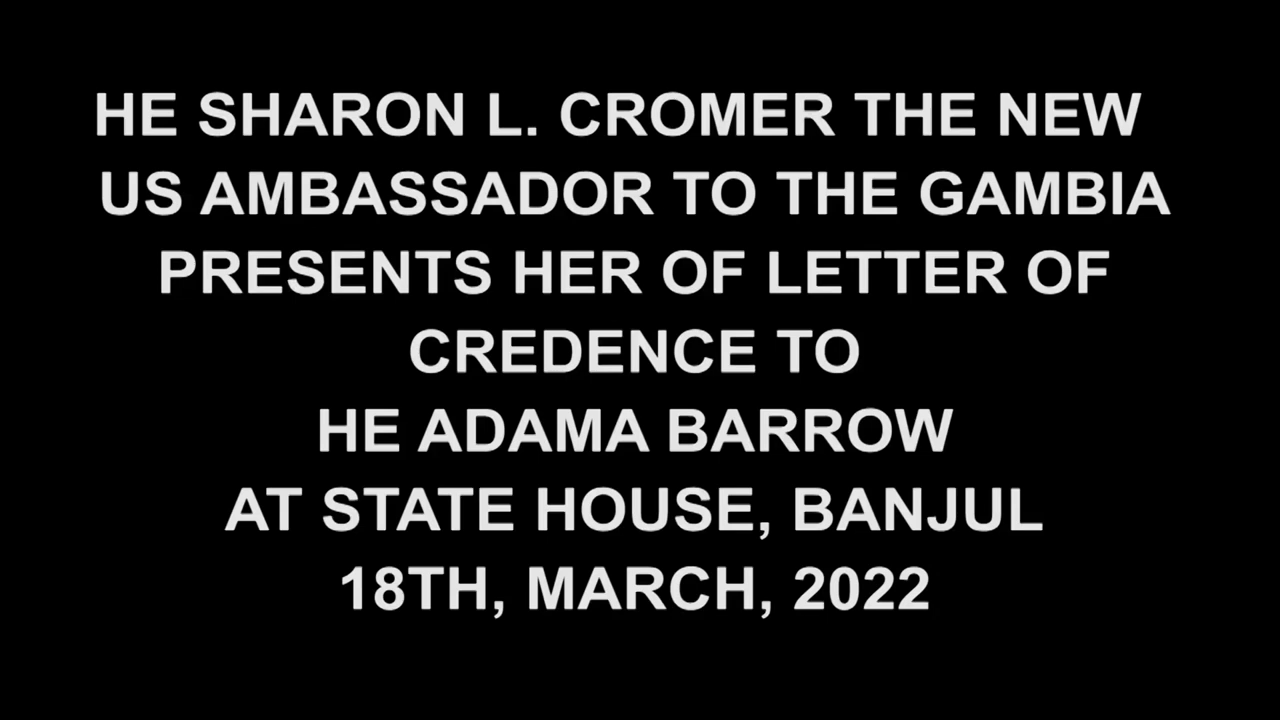 HE SHARON L. CROMER THE NEW
US AMBASSADOR TO THE GAMBIA
PRESENTS HER OF LETTER OF
CREDENCE TO
HE ADAMA BARROW
AT STATE HOUSE, BANJUL
18TH, MARCH, 2022